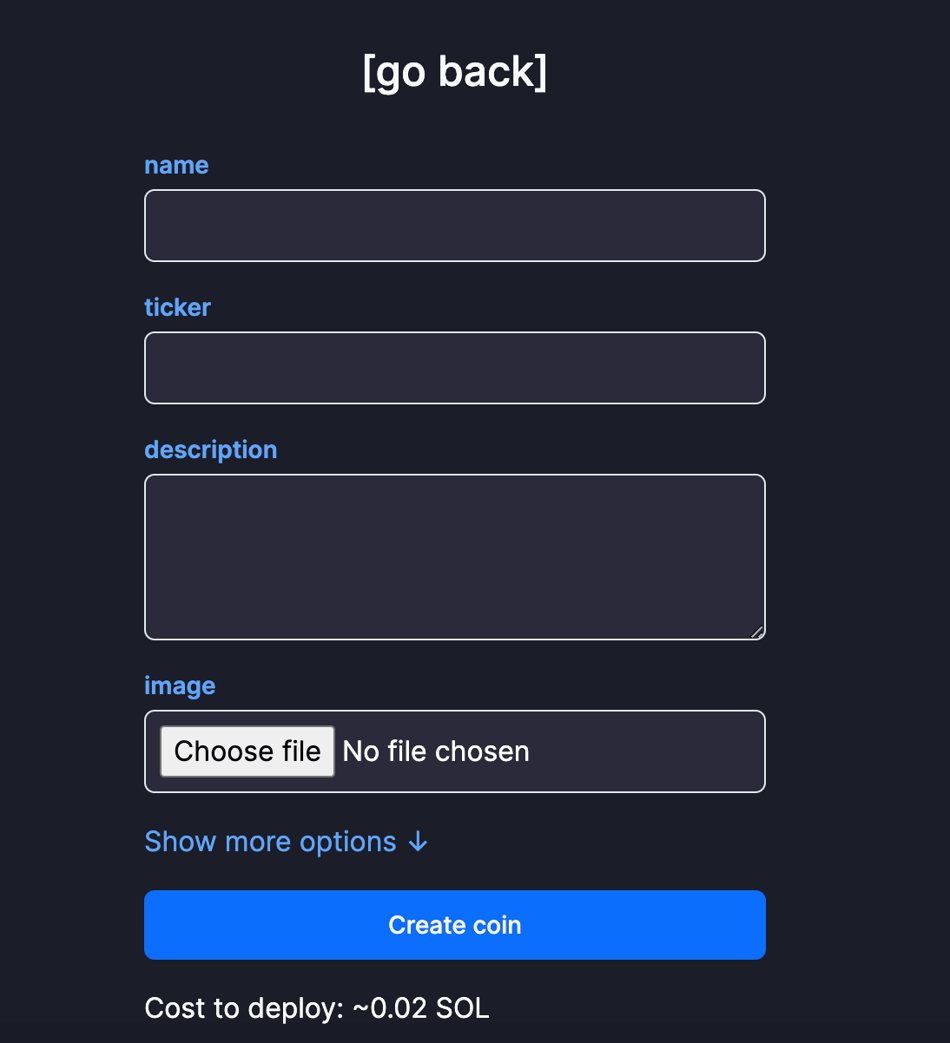 [go back]
name
ticker
description
image
Choose file No file chosen
Show more options ↓
Create coin
Cost to deploy: ~0.02 SOL